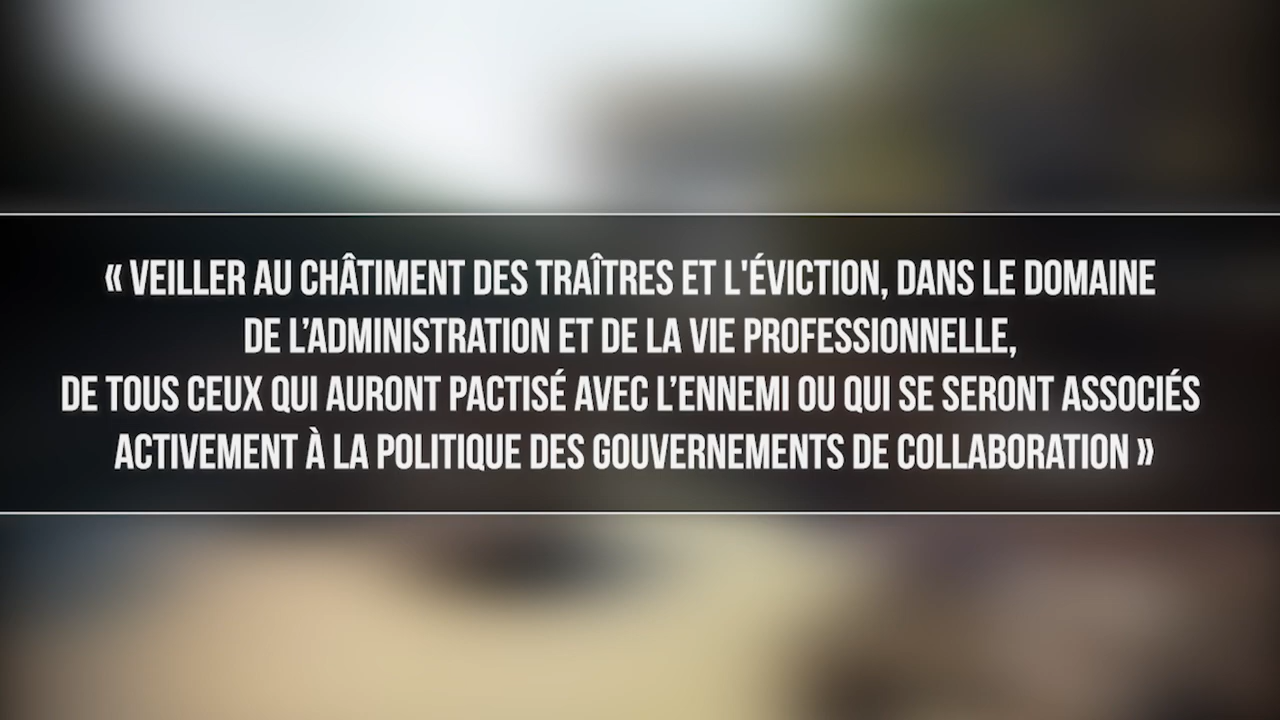 « VEILLER AU CHÂTIMENT DES TRAÎTRES ET L'ÉVICTION, DANS LE DOMAINE
DE L’ADMINISTRATION ET DE LA VIE PROFESSIONNELLE,
DE TOUS CEUX QUI AURONT PACTISÉ AVEC L’ENNEMI OU QUI SE SERONT ASSOCIÉS
ACTIVEMENT À LA POLITIQUE DES GOUVERNEMENTS DE COLLABORATION »